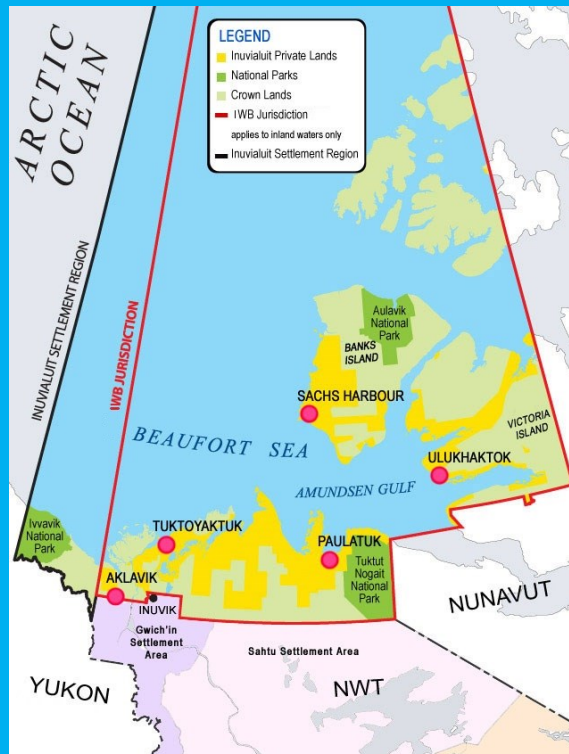 LEGEND
Inuvialuit Private Lands
National Parks
Crown Lands
IWB Jurisdiction
applies to inland waters only
Inuvialuit Settlement Region
ARCTIC
OCEAN
INUVIALUIT SETTLEMENT REGION
IWB JURISDICTION
Aulavik
National
Park
BANKS
ISLAND
SACHS HARBOUR
VICTORIA
ISLAND
BEAUFORT SEA
ULUKHAKTOK
AMUNDSEN GULF
Ivvavik
National
Park
TUKTOYAKTUK
PAULATUK
Tuktut
Nogait
National
Park
AKLAVIK
INUVIK
NUNAVUT
Gwich'in
Settlement
Area
Sahtu Settlement Area
YUKON
NWT